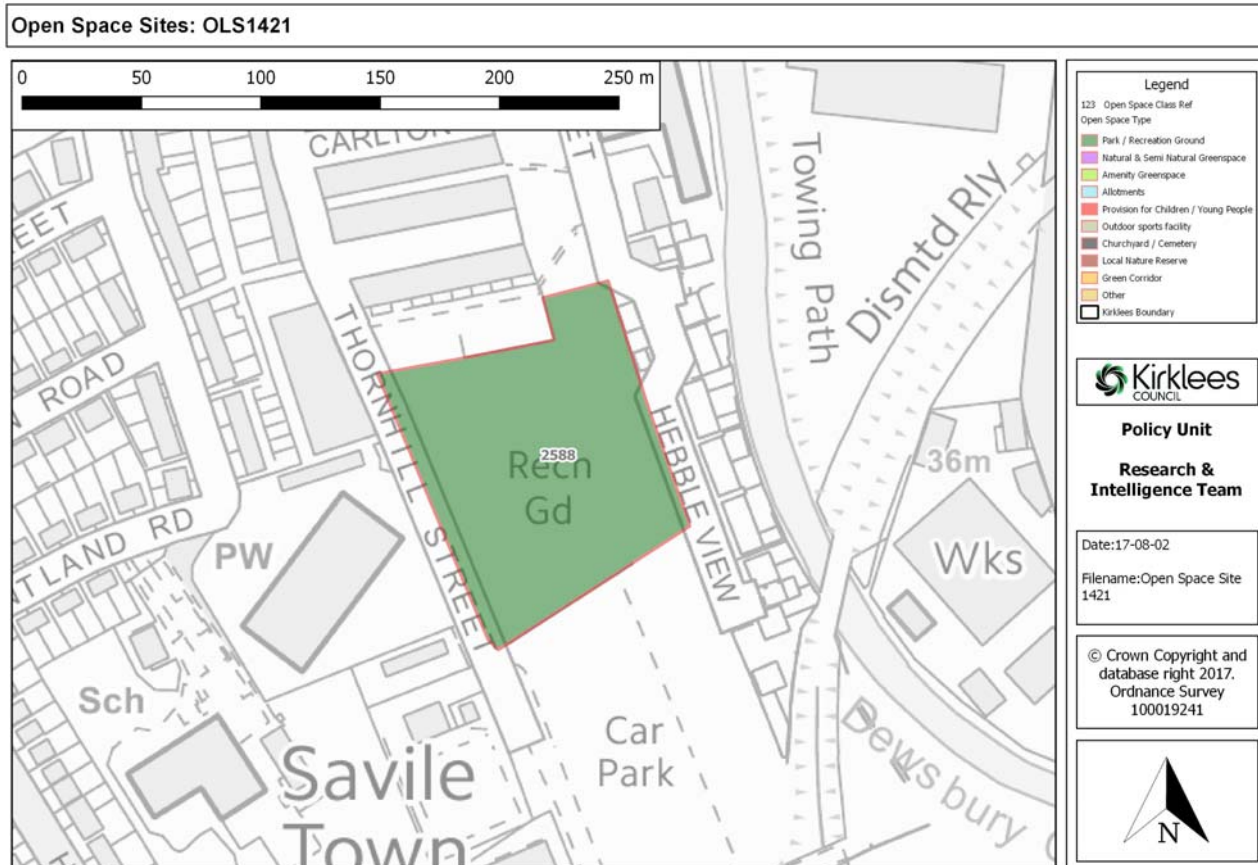 Open Space Sites: OLS1421
0 50 100 150 200 250 m
CARLTON
ET
EET
ROAD
TLAND RD
THORNHILL STREET
HEBBLE VIEW
Towing Path
Dismtd Rly
2588
Recn
Gd
36m
Wks
PW
Sch
Car
Park
Savile
Town
Dewsbury
Legend
123 Open Space Class Ref
Open Space Type
Park / Recreation Ground
Natural & Semi Natural Greenspace
Amenity Greenspace
Allotments
Provision for Children / Young People
Outdoor sports facility
Churchyard / Cemetery
Local Nature Reserve
Green Corridor
Other
Kirklees Boundary
Kirklees
COUNCIL
Policy Unit
Research &
Intelligence Team
Date:17-08-02
Filename:Open Space Site
1421
© Crown Copyright and
database right 2017.
Ordnance Survey
100019241
N